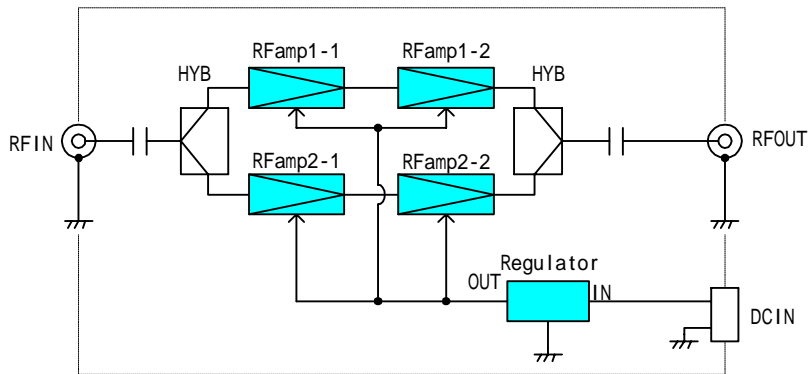 RFamp1-1
RFamp1-2
HYB
HYB
RFIN
RFOUT
RFamp2-1
RFamp2-2
Regulator
OUT
IN
DCIN